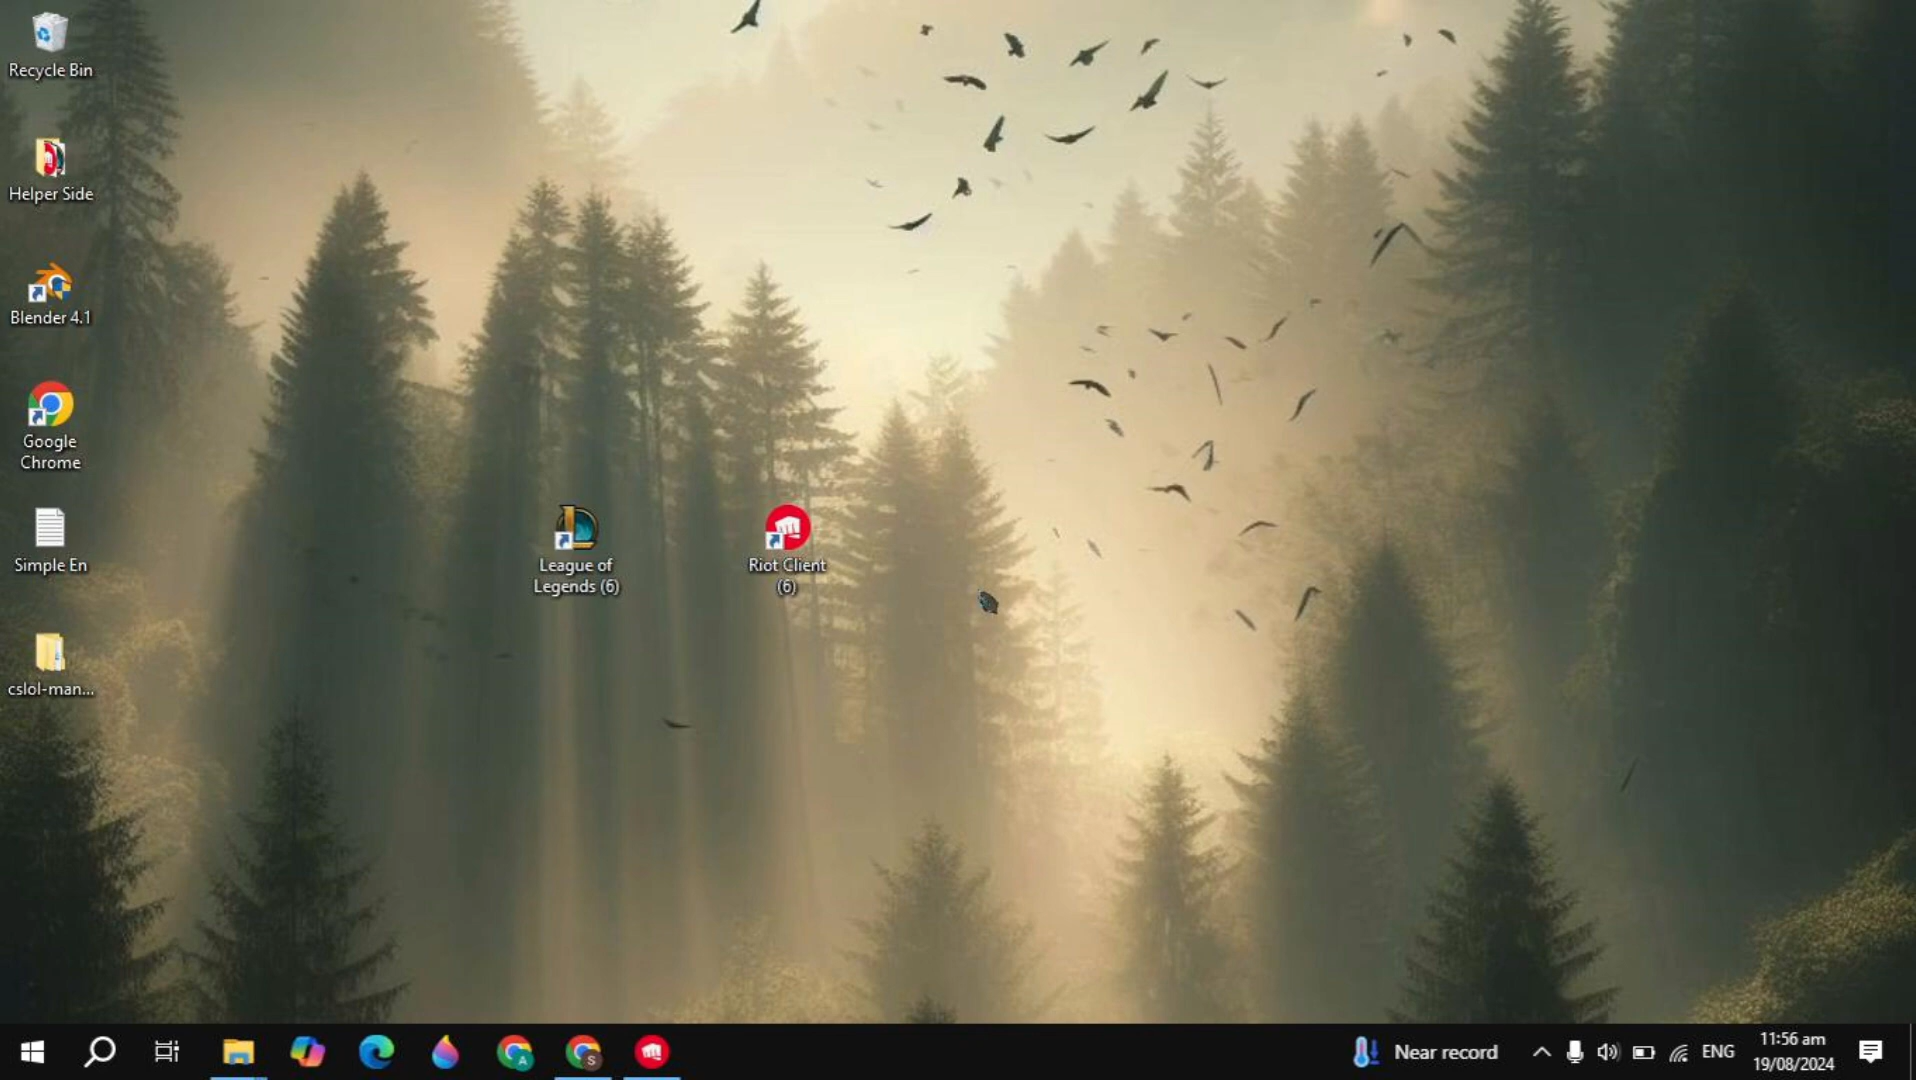 Recycle Bin
Helper Side
Blender 4.1
Google
Chrome
Simple En
cslol-man...
League of
Legends (6)
Riot Client
(6)
A
S
Near record
ENG
11:56 am
19/08/2024